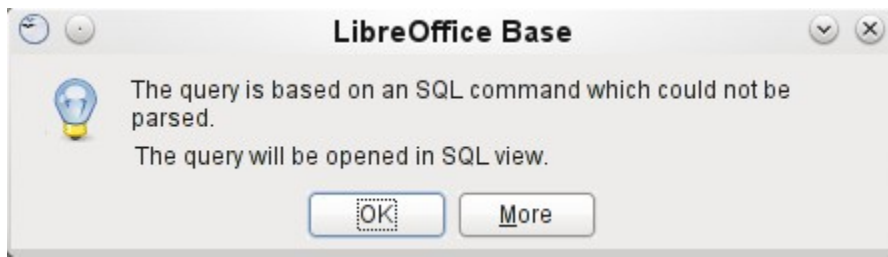 LibreOffice Base
The query is based on an SQL command which could not be
parsed.
The query will be opened in SQL view.
OK
More